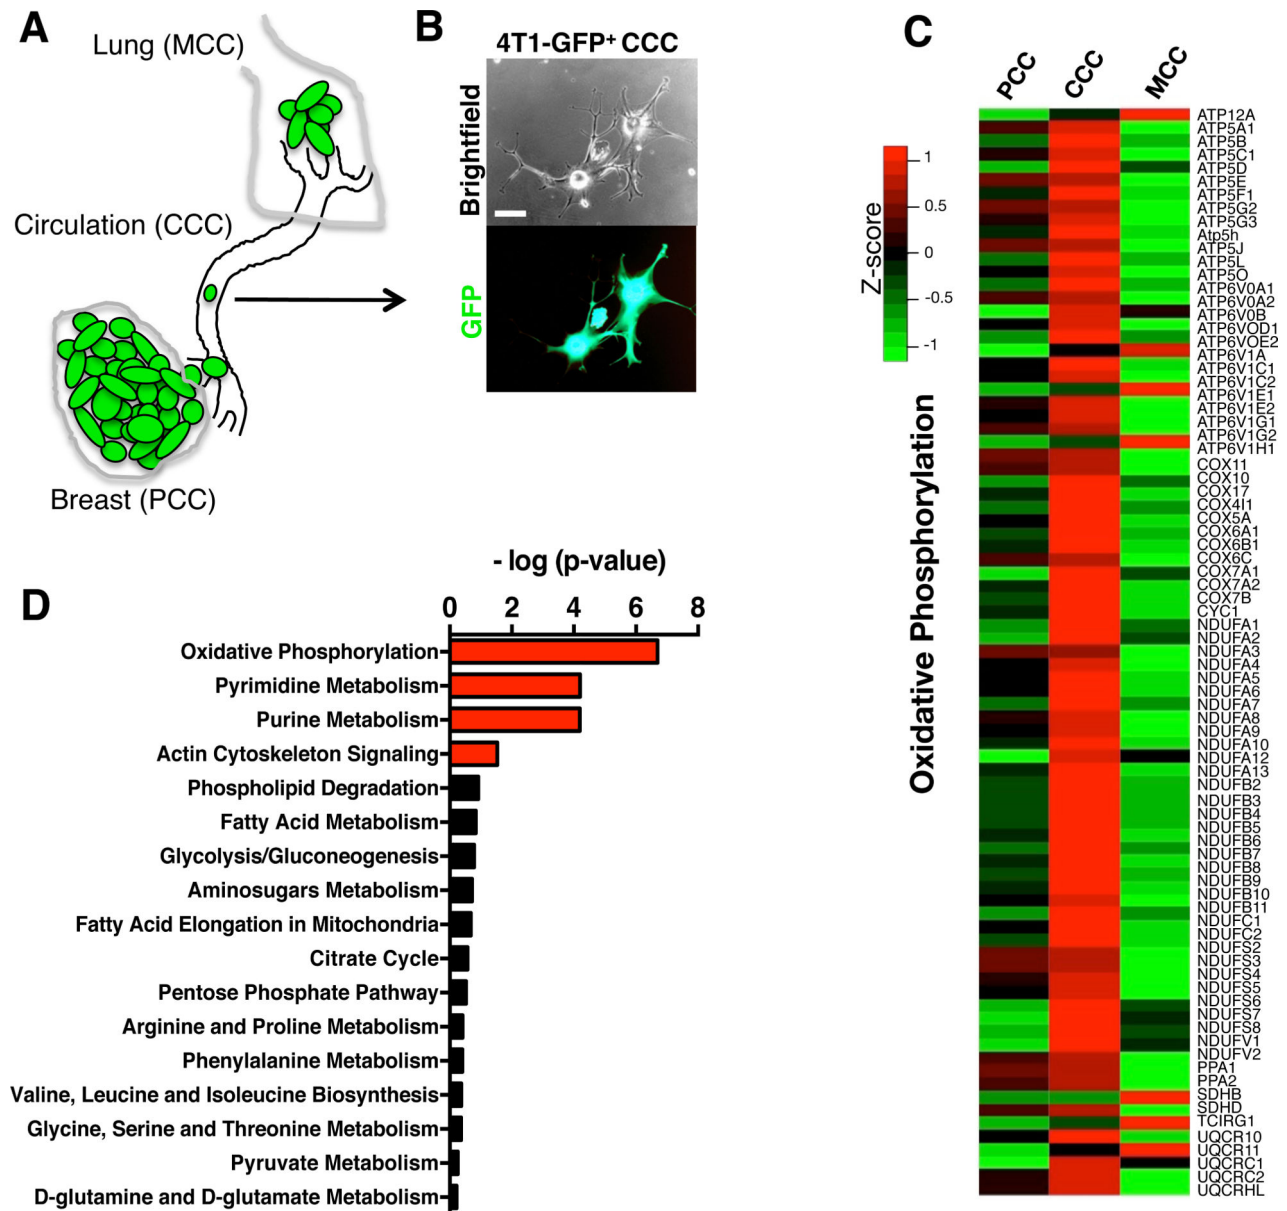 A
Lung (MCC)
Circulation (CCC)
Breast (PCC)
B
4T1-GFP+ CCC
Brightfield
GFP
C
PCC
CCC
MCC
Z-score
1
0.5
0
-0.5
-1
Oxidative Phosphorylation
ATP12A
ATP5A1
ATP5B
ATP5C1
ATP5D
ATP5E
ATP5F1
ATP5G2
ATP5G3
Atp5h
ATP5J
ATP5L
ATP5O
ATP6V0A1
ATP6V0A2
ATP6V0B
ATP6VOD1
ATP6VOE2
ATP6V1A
ATP6V1C1
ATP6V1C2
ATP6V1E1
ATP6V1E2
ATP6V1G1
ATP6V1G2
ATP6V1H1
COX11
COX10
COX17
COX4I1
COX5A
COX6A1
COX6B1
COX6C
COX7A1
COX7A2
COX7B
CYC1
NDUFA1
NDUFA2
NDUFA3
NDUFA4
NDUFA5
NDUFA6
NDUFA7
NDUFA8
NDUFA9
NDUFA10
NDUFA12
NDUFA13
NDUFB2
NDUFB3
NDUFB4
NDUFB5
NDUFB6
NDUFB7
NDUFB8
NDUFB9
NDUFB10
NDUFB11
NDUFC1
NDUFC2
NDUFS2
NDUFS3
NDUFS4
NDUFS5
NDUFS6
NDUFS7
NDUFS8
NDUFV1
NDUFV2
PPA1
PPA2
SDHB
SDHD
TCIRG1
UQCR10
UQCR11
UQCRC1
UQCRC2
UQCRHL
D
- log (p-value)
0 2 4 6 8
Oxidative Phosphorylation
Pyrimidine Metabolism
Purine Metabolism
Actin Cytoskeleton Signaling
Phospholipid Degradation
Fatty Acid Metabolism
Glycolysis/Gluconeogenesis
Aminosugars Metabolism
Fatty Acid Elongation in Mitochondria
Citrate Cycle
Pentose Phosphate Pathway
Arginine and Proline Metabolism
Phenylalanine Metabolism
Valine, Leucine and Isoleucine Biosynthesis
Glycine, Serine and Threonine Metabolism
Pyruvate Metabolism
D-glutamine and D-glutamate Metabolism